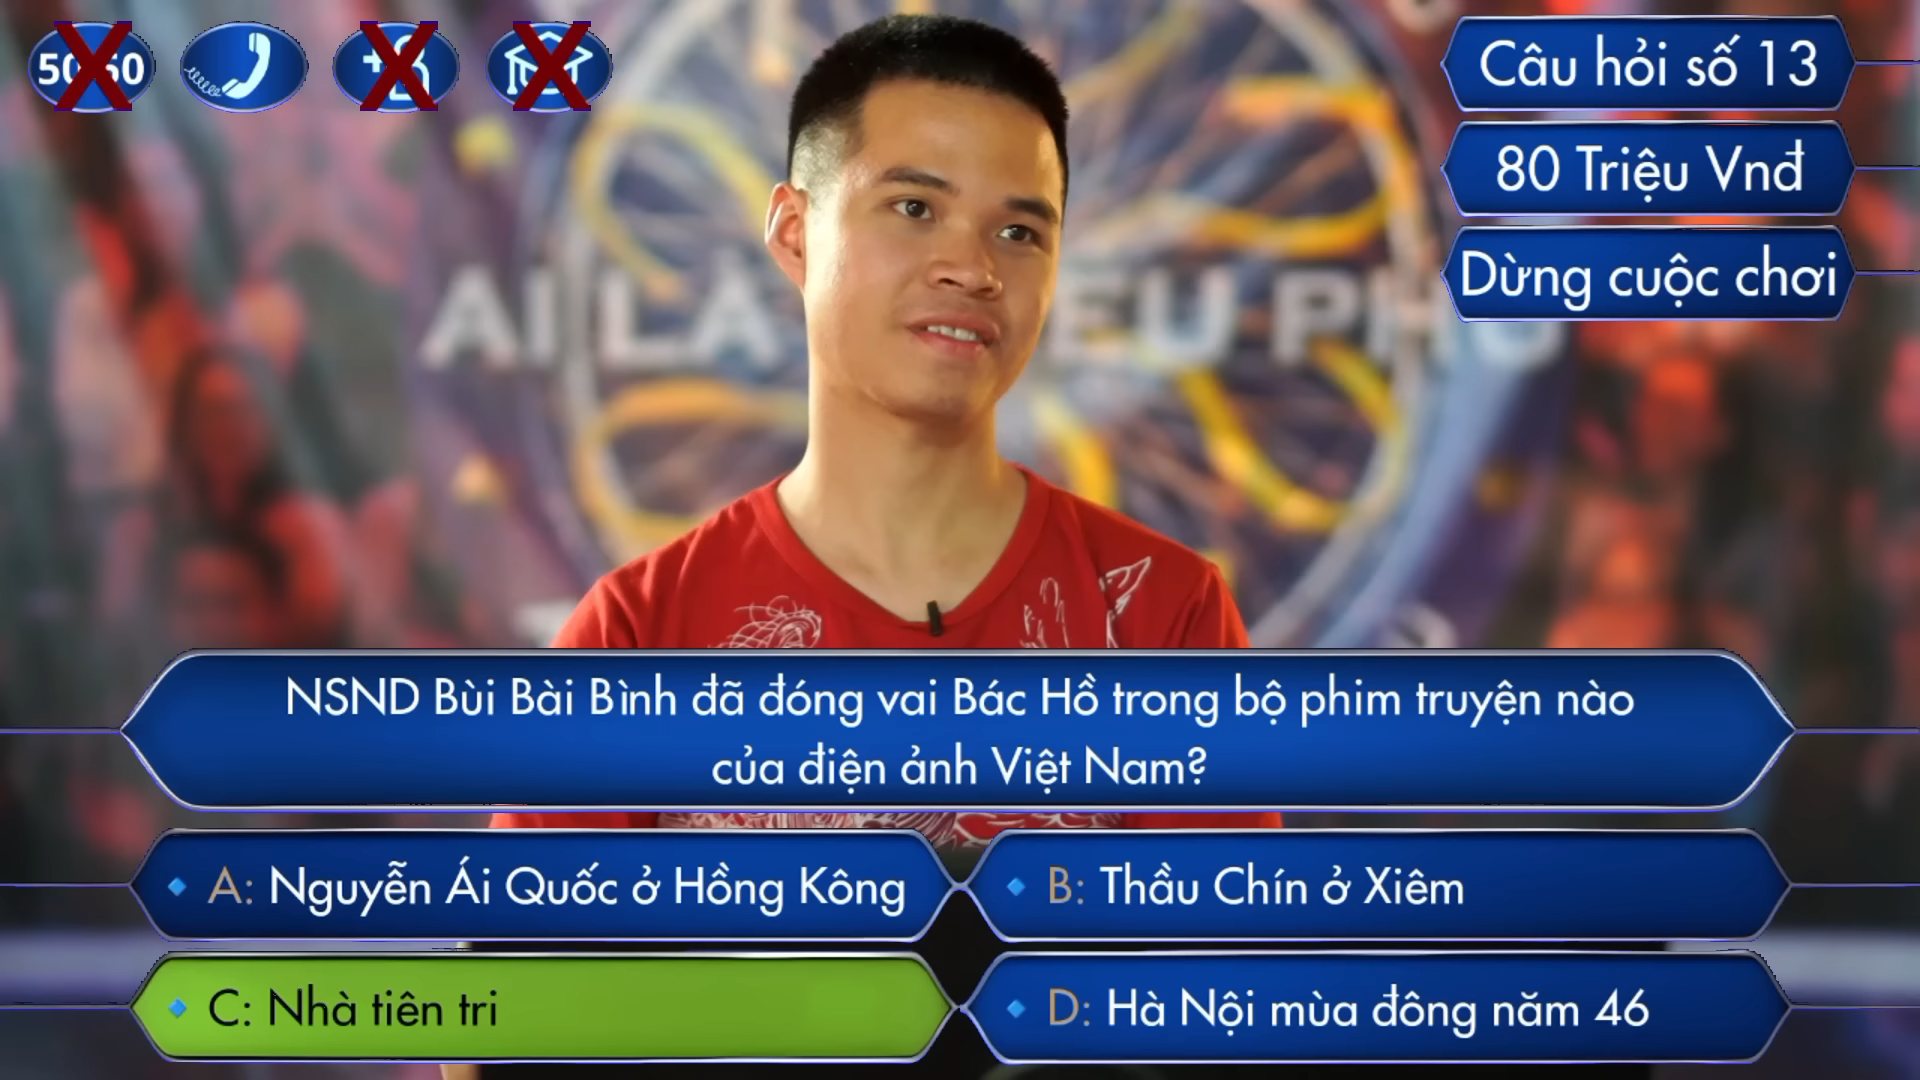 50:50
Câu hỏi số 13
80 Triệu Vnđ
Dừng cuộc chơi
AI LÀ
NSND Bùi Bài Bình đã đóng vai Bác Hồ trong bộ phim truyện nào
của điện ảnh Việt Nam?
A: Nguyễn Ái Quốc ở Hồng Kông
B: Thầu Chín ở Xiêm
C: Nhà tiên tri
D: Hà Nội mùa đông năm 46